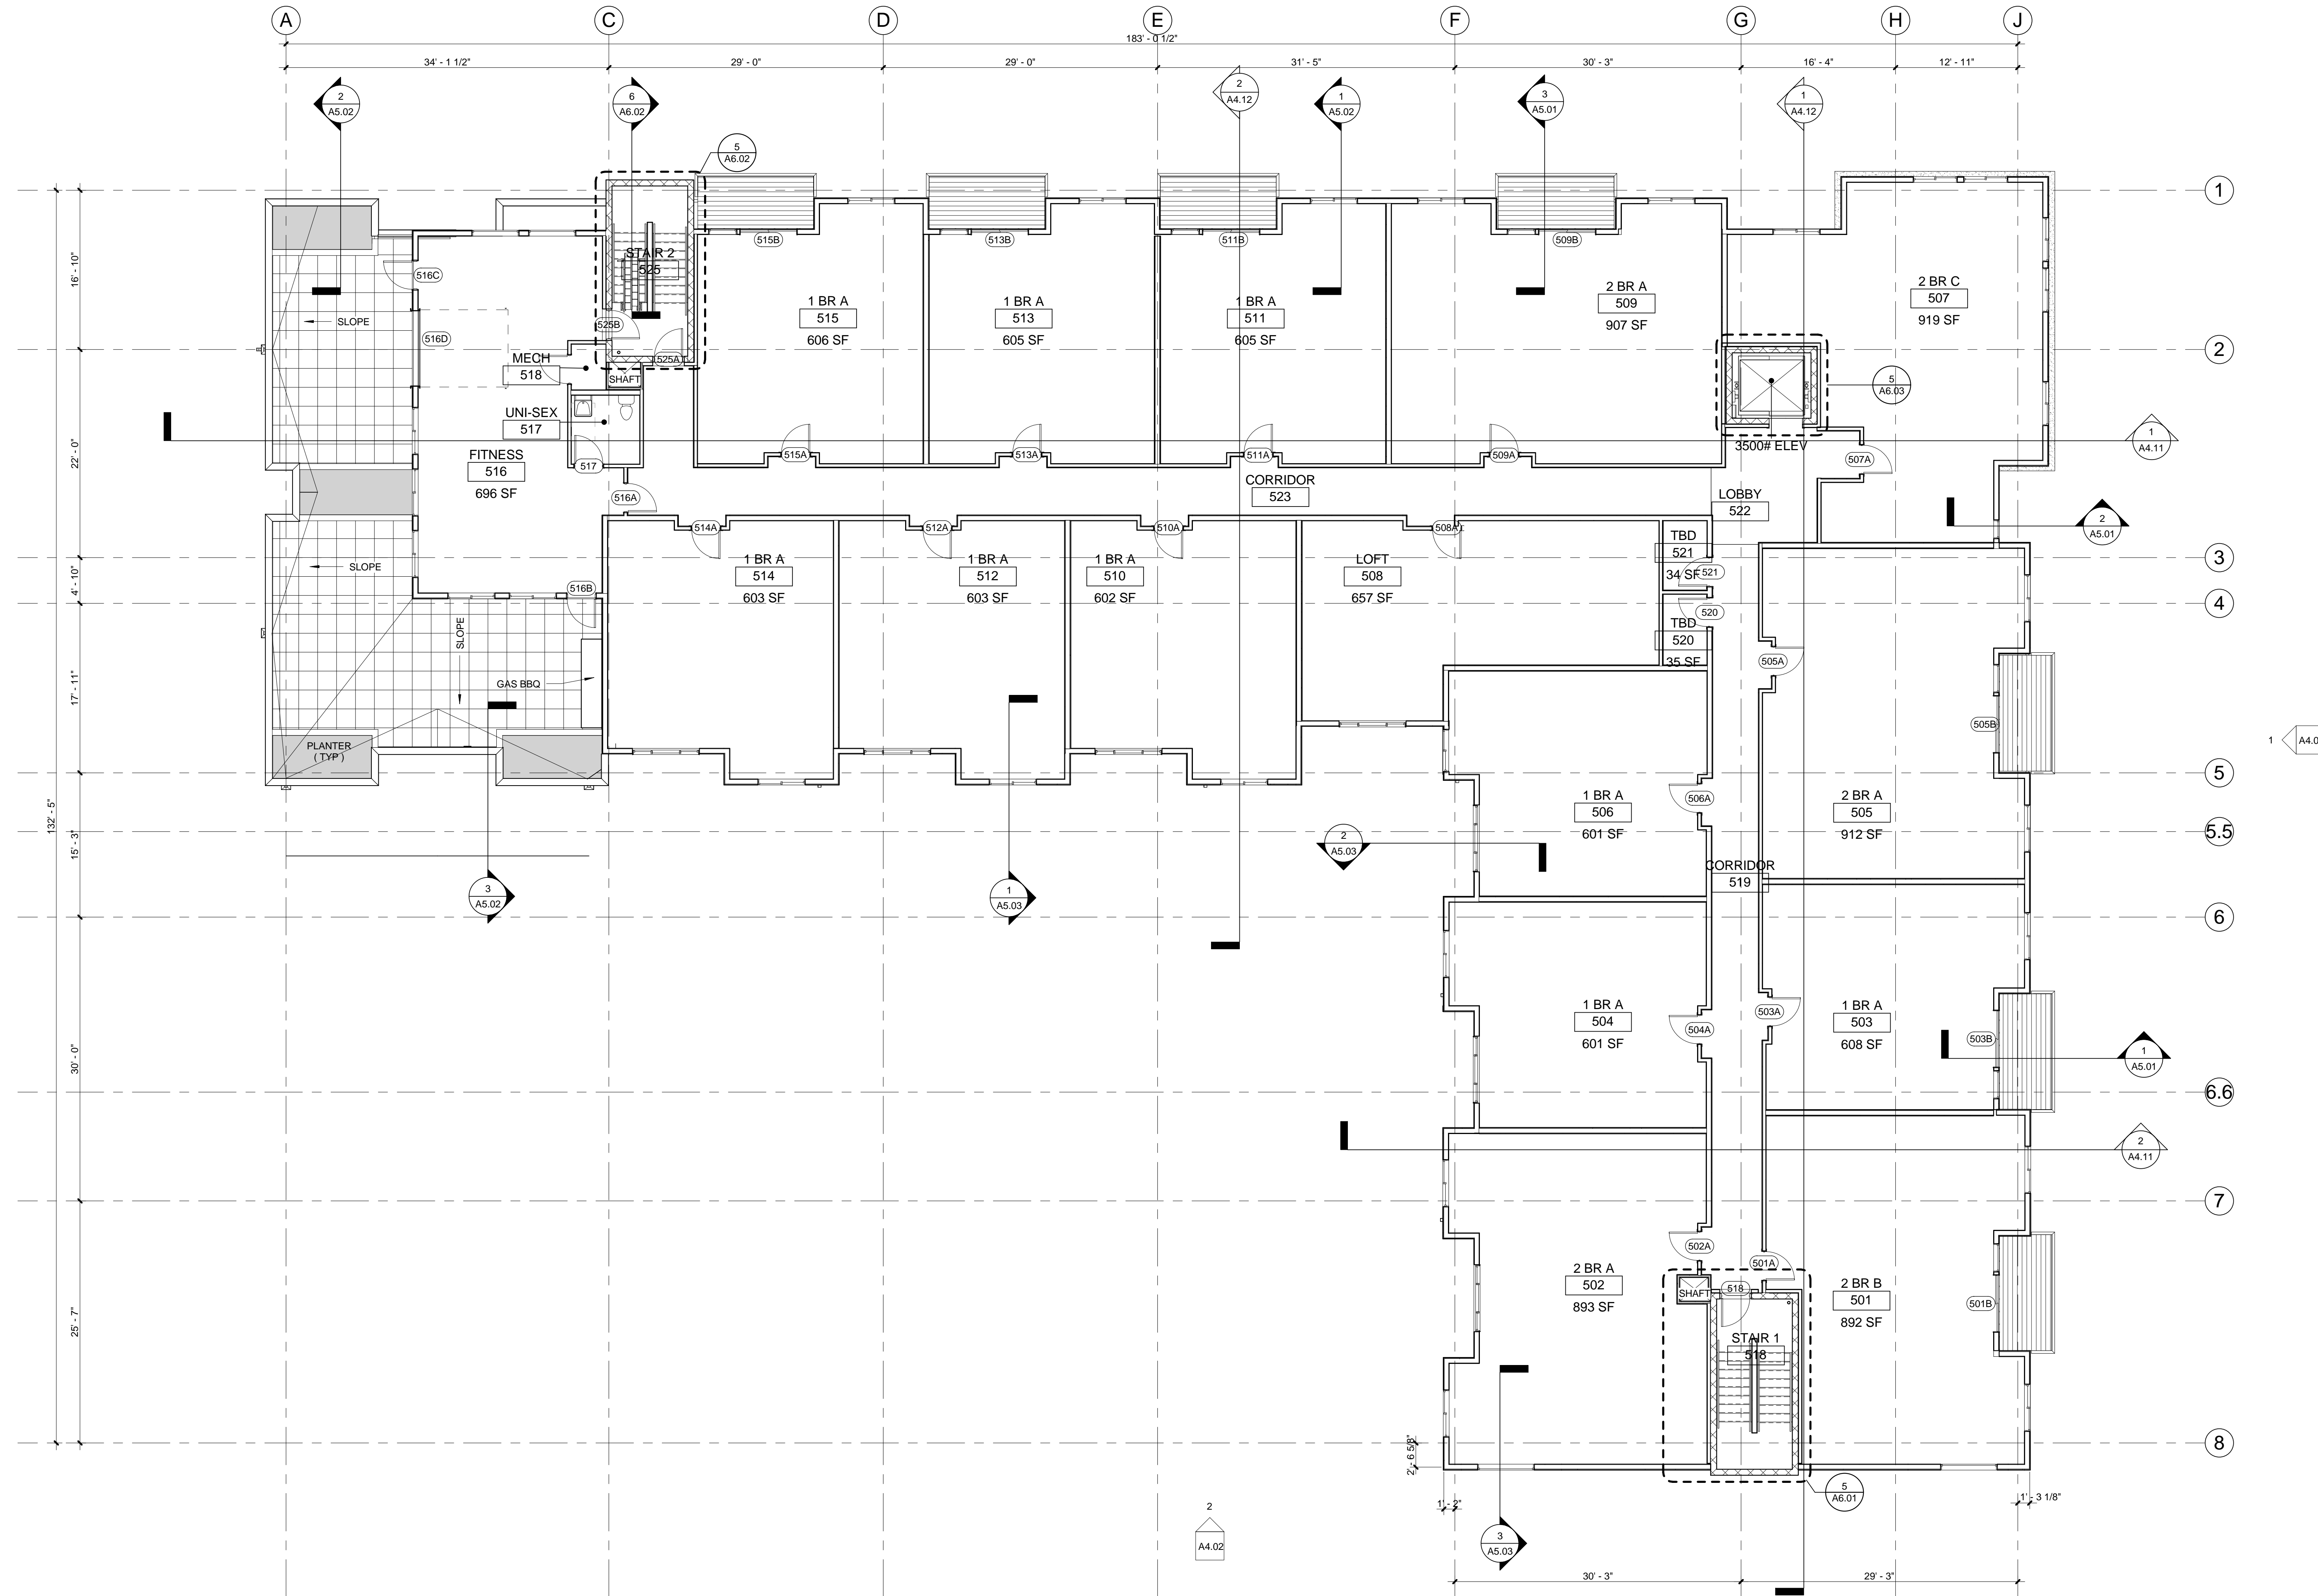 A
C
D
E
F
G
H
J
183' - 0 1/2"
34' - 1 1/2"
29' - 0"
29' - 0"
31' - 5"
30' - 3"
16' - 4"
12' - 11"
2
A5.02
6
A6.02
2
A4.12
1
A5.02
3
A5.01
1
A4.12
5
A6.02
1
2
3
4
5
5.5
6
6.6
7
8
132' - 5"
16' - 10"
22' - 0"
4' - 10"
17' - 11"
15' - 3"
30' - 0"
25' - 7"
STAIR 2
525
515B
513B
511B
509B
516C
SLOPE
516D
525B
525A
MECH
518
SHAFT
UNI-SEX
517
517
FITNESS
516
696 SF
516A
1 BR A
515
606 SF
1 BR A
513
605 SF
1 BR A
511
605 SF
2 BR A
509
907 SF
2 BR C
507
919 SF
5
A6.03
3500# ELEV
515A
513A
511A
509A
507A
1
A4.11
CORRIDOR
523
LOBBY
522
2
A5.01
514A
512A
510A
508A
SLOPE
516B
SLOPE
GAS BBQ
PLANTER
( TYP )
1 BR A
514
603 SF
1 BR A
512
603 SF
1 BR A
510
602 SF
LOFT
508
657 SF
TBD
521
34 SF
521
520
TBD
520
35 SF
505A
505B
1
A4.0
1 BR A
506
601 SF
506A
2 BR A
505
912 SF
2
A5.03
3
A5.02
1
A5.03
CORRIDOR
519
1 BR A
504
601 SF
504A
503A
1 BR A
503
608 SF
503B
1
A5.01
2
A4.11
502A
501A
2 BR A
502
893 SF
SHAFT
518
2 BR B
501
892 SF
501B
STAIR 1
518
2' - 6 5/8"
1' - 2"
5
A6.01
1' - 3 1/8"
2
A4.02
3
A5.03
30' - 3"
29' - 3"